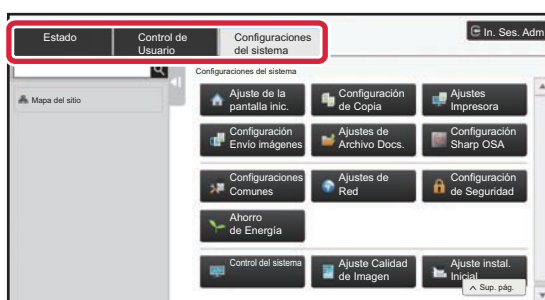 Estado
Control de
Usuario
Configuraciones
del sistema
In. Ses. Adm
Configuraciones del sistema
Mapa del sitio
Ajuste de la
pantalla inic.
Configuración
de Copia
Ajustes
Impresora
Configuración
Envío imágenes
Ajustes de
Archivo Docs.
Configuración
Sharp OSA
Configuraciones
Comunes
Ajustes de
Red
Configuración
de Seguridad
Ahorro
de Energía
Control del sistema
Ajuste Calidad
de Imagen
Ajuste instal.
Inicial
Sup. pág.